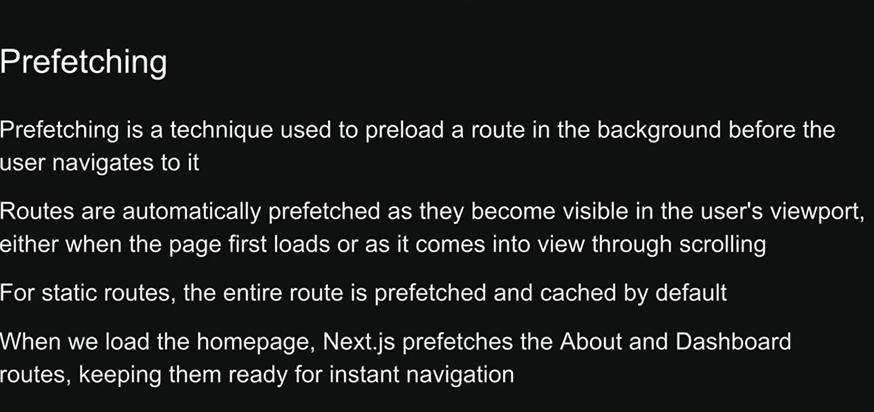 Prefetching
Prefetching is a technique used to preload a route in the background before the
user navigates to it
Routes are automatically prefetched as they become visible in the user's viewport,
either when the page first loads or as it comes into view through scrolling
For static routes, the entire route is prefetched and cached by default
When we load the homepage, Next.js prefetches the About and Dashboard
routes, keeping them ready for instant navigation